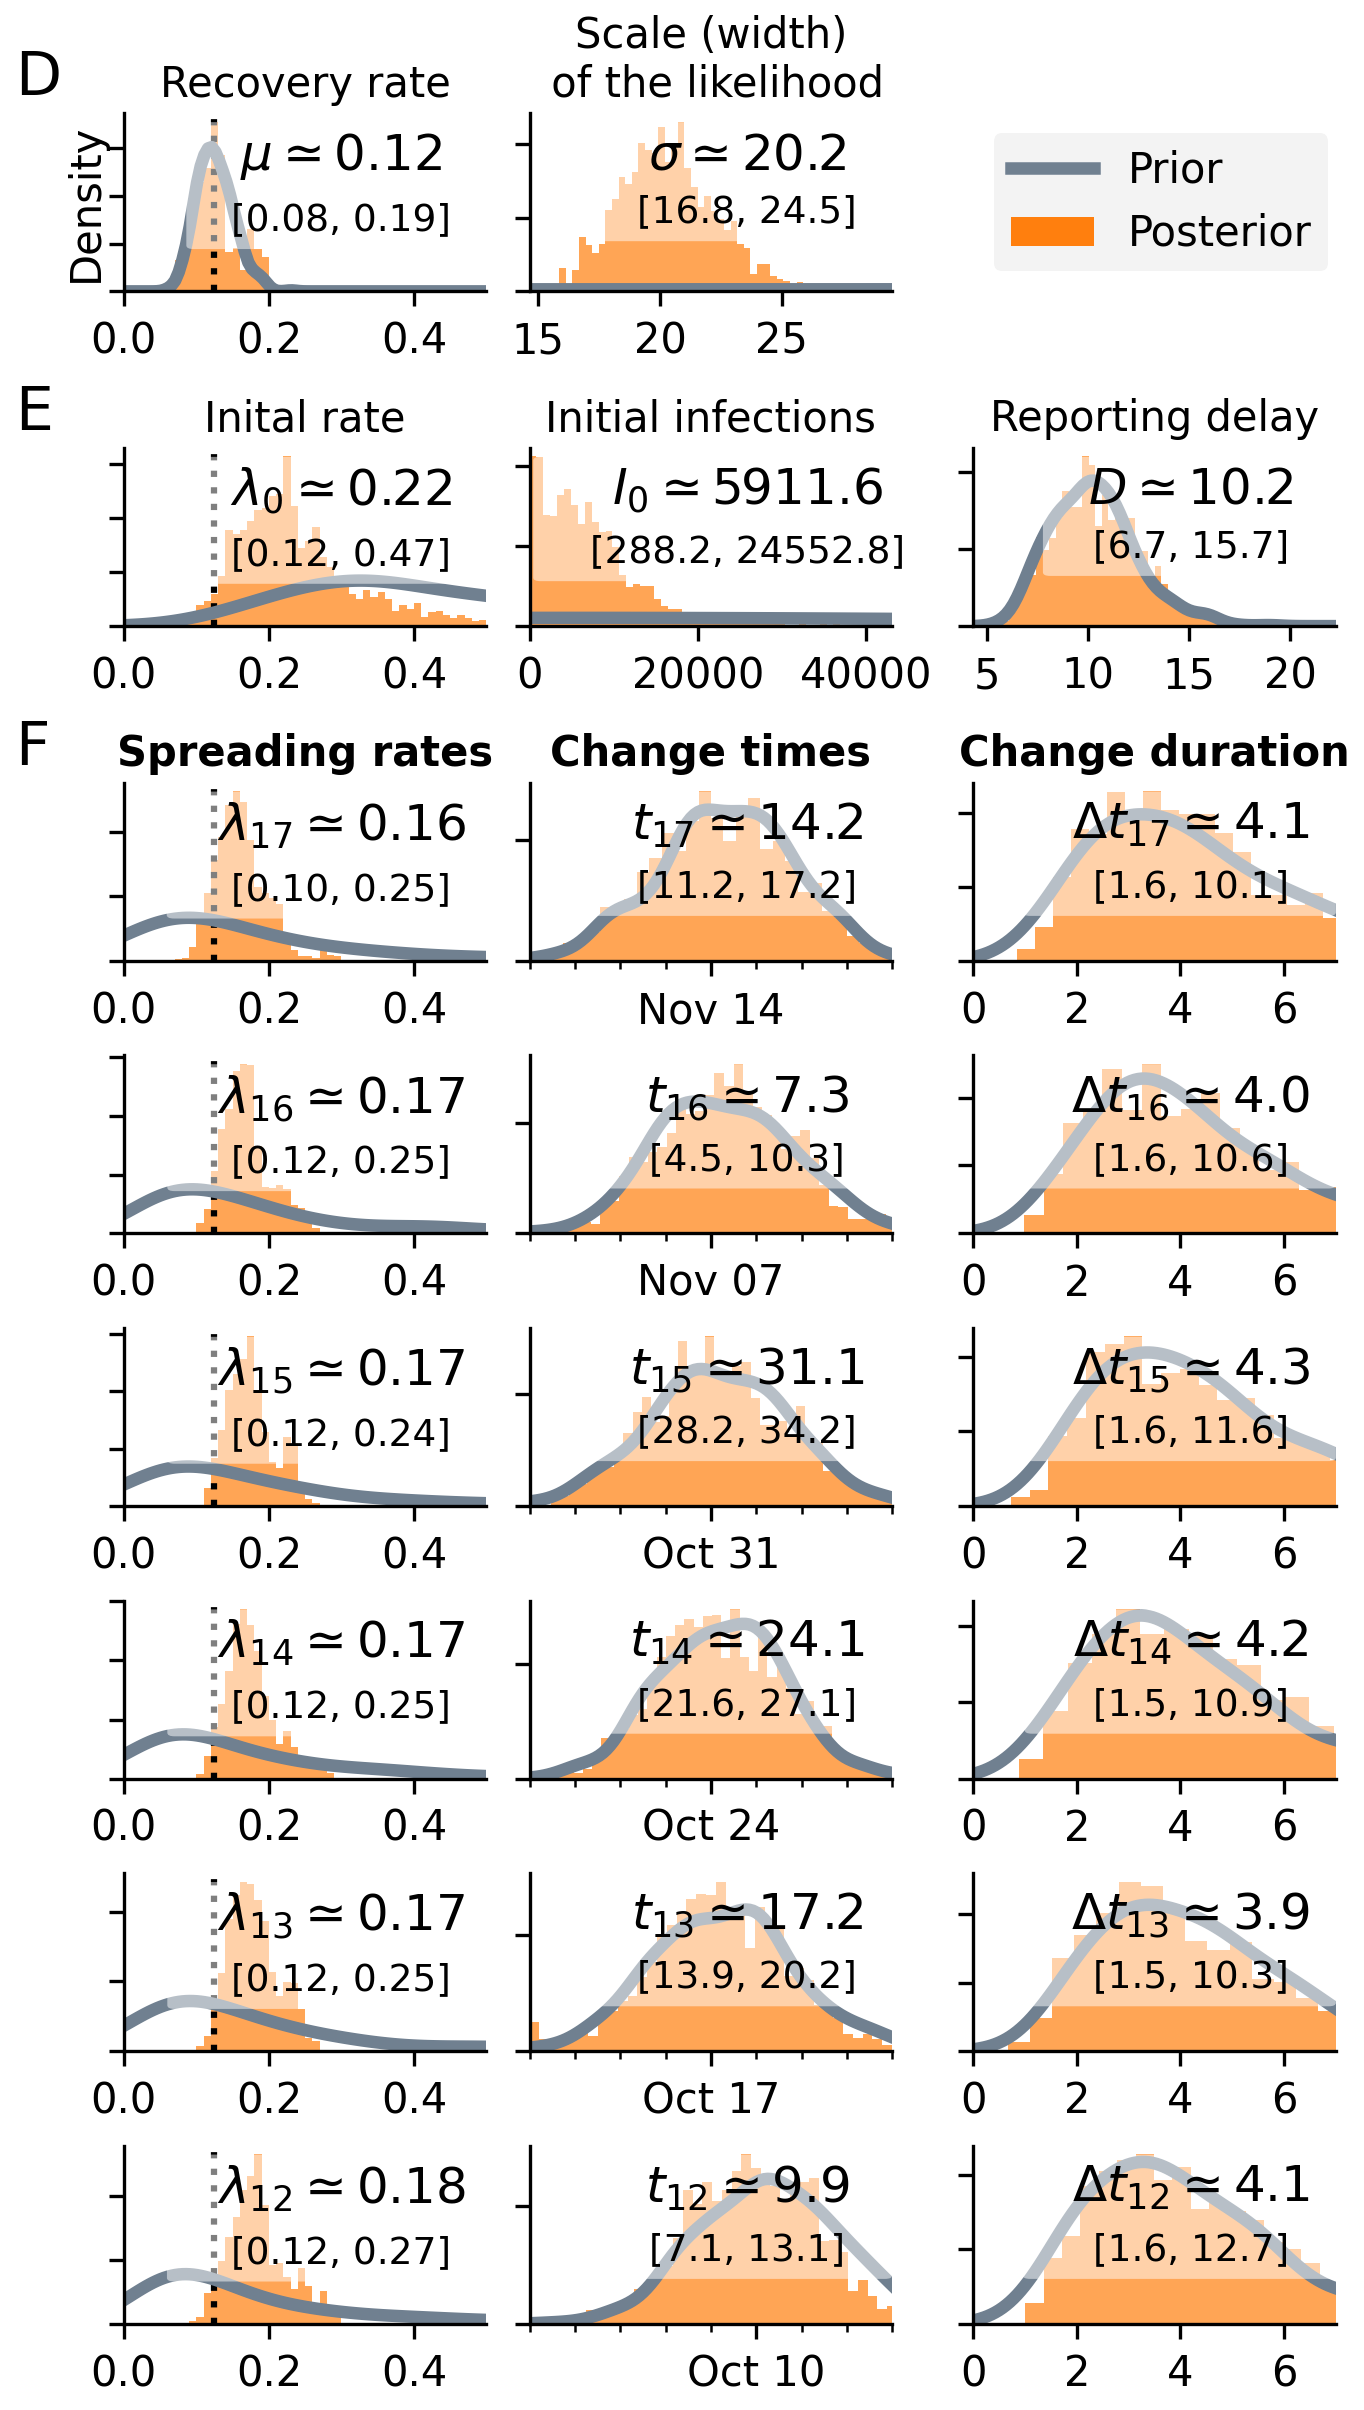 D
Recovery rate
Scale (width)
of the likelihood
Density
μ ≃ 0.12
[0.08, 0.19]
0.0 0.2 0.4
σ ≃ 20.2
[16.8, 24.5]
15 20 25
Prior
Posterior
E
Inital rate
λ0 ≃ 0.22
[0.12, 0.47]
0.0 0.2 0.4
Initial infections
I0 ≃ 5911.6
[288.2, 24552.8]
0 20000 40000
Reporting delay
D ≃ 10.2
[6.7, 15.7]
5 10 15 20
F
Spreading rates
Change times
Change duration
λ17 ≃ 0.16
[0.10, 0.25]
0.0 0.2 0.4
t17 ≃ 14.2
[11.2, 17.2]
Nov 14
Δt17 ≃ 4.1
[1.6, 10.1]
0 2 4 6
λ16 ≃ 0.17
[0.12, 0.25]
0.0 0.2 0.4
t16 ≃ 7.3
[4.5, 10.3]
Nov 07
Δt16 ≃ 4.0
[1.6, 10.6]
0 2 4 6
λ15 ≃ 0.17
[0.12, 0.24]
0.0 0.2 0.4
t15 ≃ 31.1
[28.2, 34.2]
Oct 31
Δt15 ≃ 4.3
[1.6, 11.6]
0 2 4 6
λ14 ≃ 0.17
[0.12, 0.25]
0.0 0.2 0.4
t14 ≃ 24.1
[21.6, 27.1]
Oct 24
Δt14 ≃ 4.2
[1.5, 10.9]
0 2 4 6
λ13 ≃ 0.17
[0.12, 0.25]
0.0 0.2 0.4
t13 ≃ 17.2
[13.9, 20.2]
Oct 17
Δt13 ≃ 3.9
[1.5, 10.3]
0 2 4 6
λ12 ≃ 0.18
[0.12, 0.27]
0.0 0.2 0.4
t12 ≃ 9.9
[7.1, 13.1]
Oct 10
Δt12 ≃ 4.1
[1.6, 12.7]
0 2 4 6